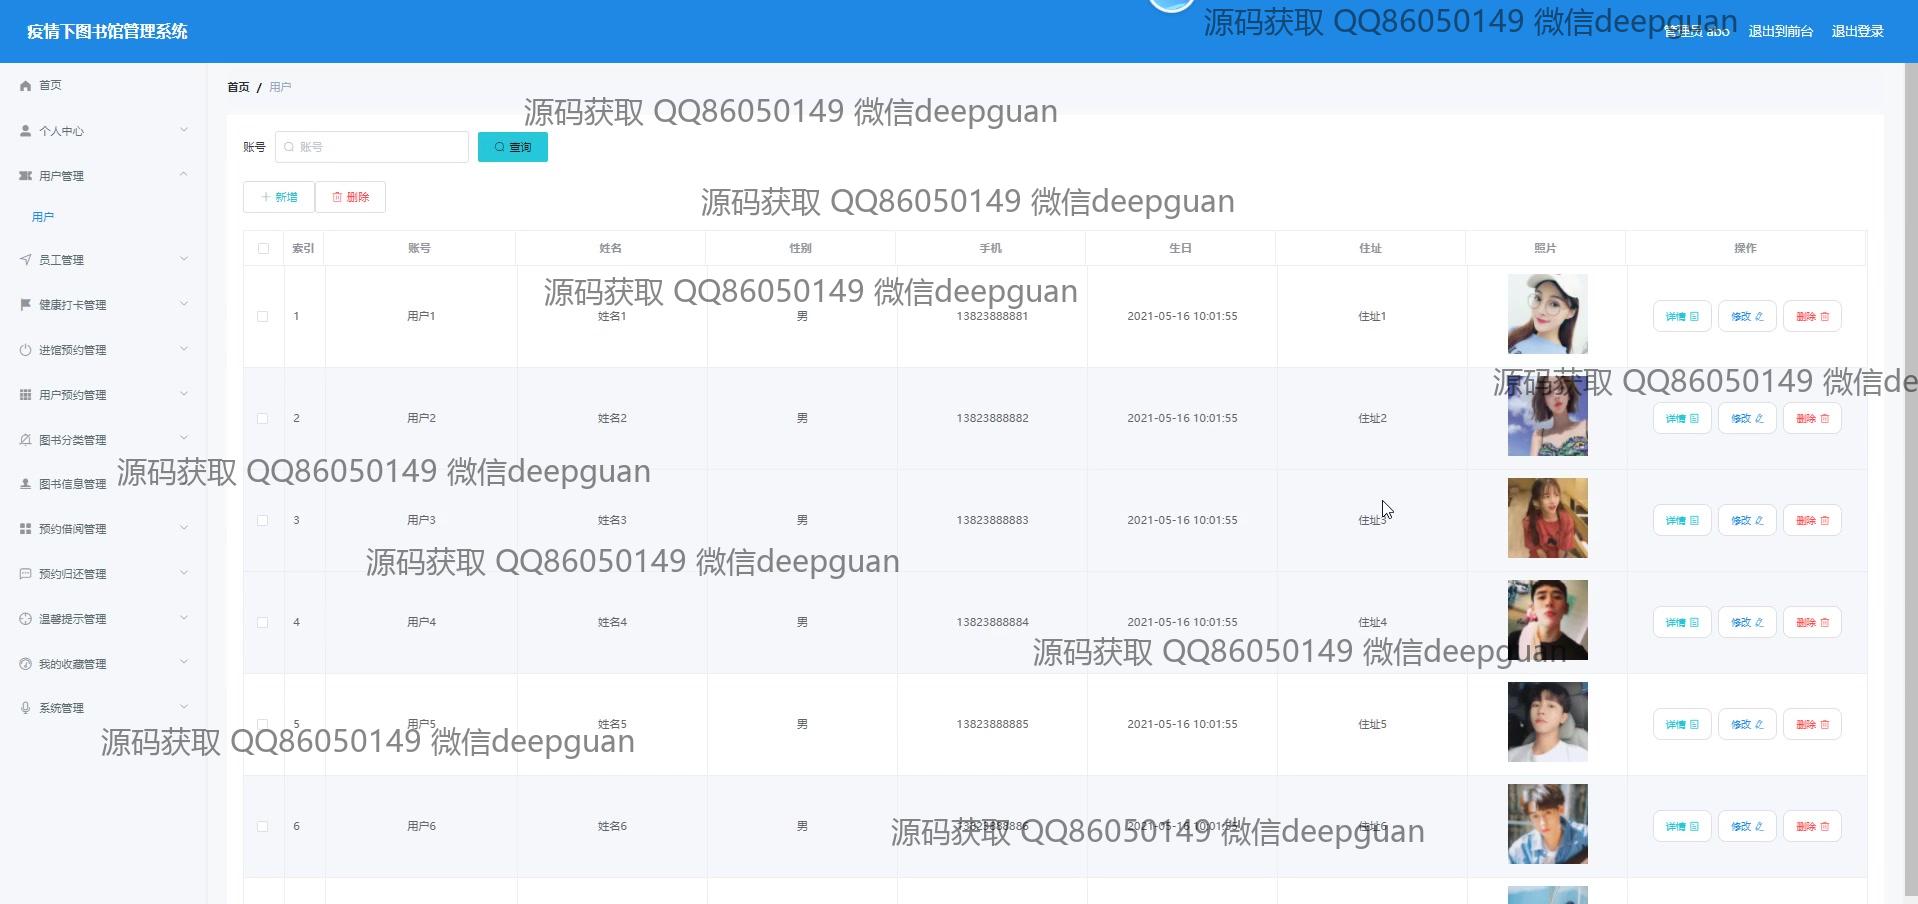 疫情下图书馆管理系统
源码获取 QQ86050149 微信deepguan
管理员 abo 退出到前台 退出登录
首页
个人中心
用户管理
用户
员工管理
健康打卡管理
进馆预约管理
用户预约管理
图书分类管理
图书信息管理
预约借阅管理
预约归还管理
温馨提示管理
我的收藏管理
系统管理
首页 / 用户
源码获取 QQ86050149 微信deepguan
账号 账号 查询
新增 删除
源码获取 QQ86050149 微信deepguan
索引 账号 姓名 性别 手机 生日 住址 照片 操作
源码获取 QQ86050149 微信deepguan
1 用户1 姓名1 男 13823888881 2021-05-16 10:01:55 住址1 详情 修改 删除
源码获取 QQ86050149 微信de
2 用户2 姓名2 男 13823888882 2021-05-16 10:01:55 住址2 详情 修改 删除
源码获取 QQ86050149 微信deepguan
3 用户3 姓名3 男 13823888883 2021-05-16 10:01:55 住址3 详情 修改 删除
源码获取 QQ86050149 微信deepguan
4 用户4 姓名4 男 13823888884 2021-05-16 10:01:55 住址4 详情 修改 删除
源码获取 QQ86050149 微信deepguan
5 用户5 姓名5 男 13823888885 2021-05-16 10:01:55 住址5 详情 修改 删除
源码获取 QQ86050149 微信deepguan
6 用户6 姓名6 男 13823888886 2021-05-16 10:01:55 住址6 详情 修改 删除
源码获取 QQ86050149 微信deepguan